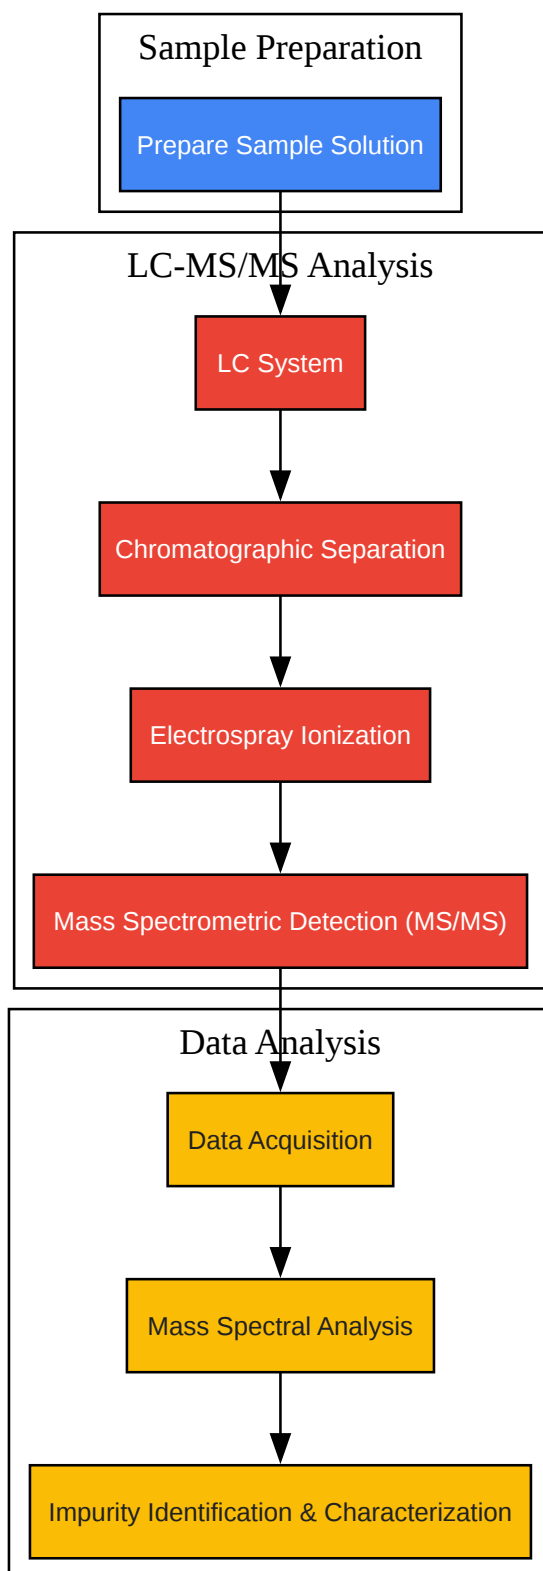 Sample Preparation
Prepare Sample Solution
LC-MS/MS Analysis
LC System
Chromatographic Separation
Electrospray Ionization
Mass Spectrometric Detection (MS/MS)
Data Analysis
Data Acquisition
Mass Spectral Analysis
Impurity Identification & Characterization